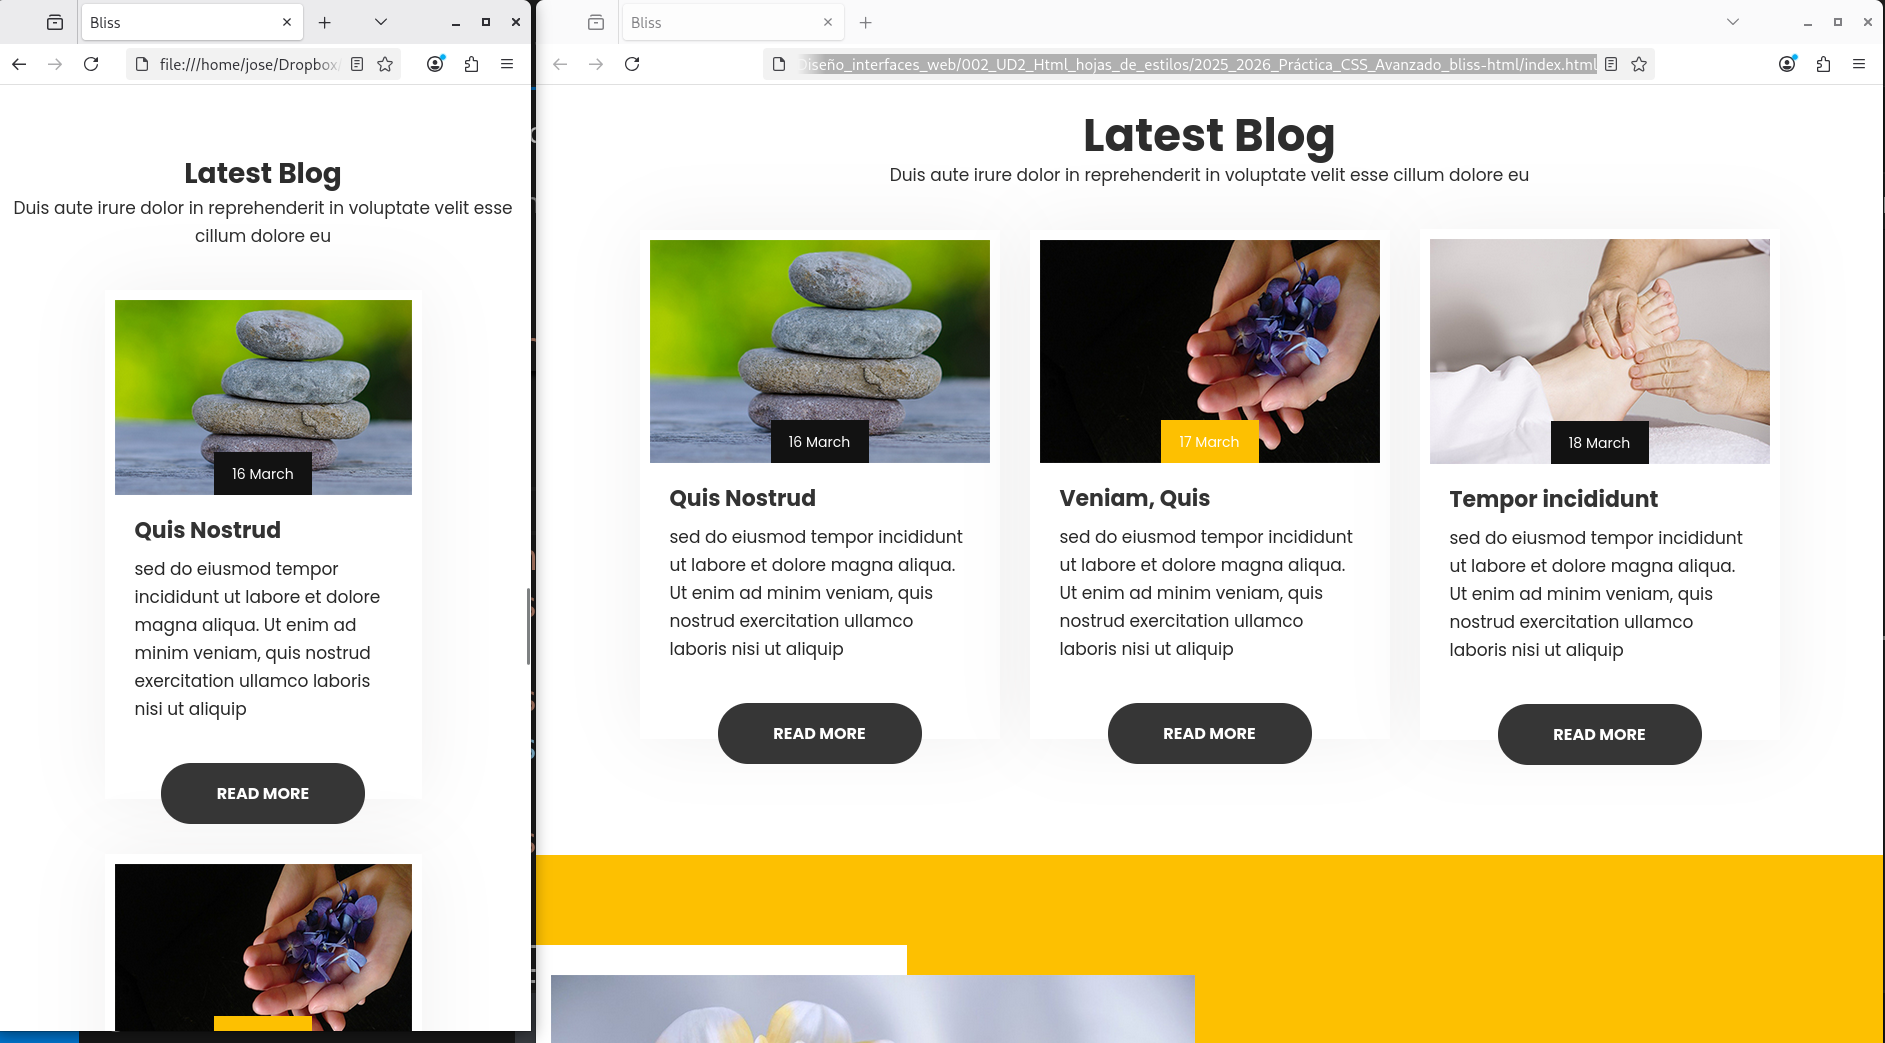 Bliss
file:///home/jose/Dropbox/
Latest Blog
Duis aute irure dolor in reprehenderit in voluptate velit esse
cillum dolore eu
16 March
Quis Nostrud
sed do eiusmod tempor
incididunt ut labore et dolore
magna aliqua. Ut enim ad
minim veniam, quis nostrud
exercitation ullamco laboris
nisi ut aliquip
READ MORE
Bliss
Diseño_interfaces_web/002_UD2_Html_hojas_de_estilos/2025_2026_Práctica_CSS_Avanzado_bliss-html/index.html
Latest Blog
Duis aute irure dolor in reprehenderit in voluptate velit esse cillum dolore eu
16 March
Quis Nostrud
sed do eiusmod tempor incididunt
ut labore et dolore magna aliqua.
Ut enim ad minim veniam, quis
nostrud exercitation ullamco
laboris nisi ut aliquip
READ MORE
17 March
Veniam, Quis
sed do eiusmod tempor incididunt
ut labore et dolore magna aliqua.
Ut enim ad minim veniam, quis
nostrud exercitation ullamco
laboris nisi ut aliquip
READ MORE
18 March
Tempor incididunt
sed do eiusmod tempor incididunt
ut labore et dolore magna aliqua.
Ut enim ad minim veniam, quis
nostrud exercitation ullamco
laboris nisi ut aliquip
READ MORE